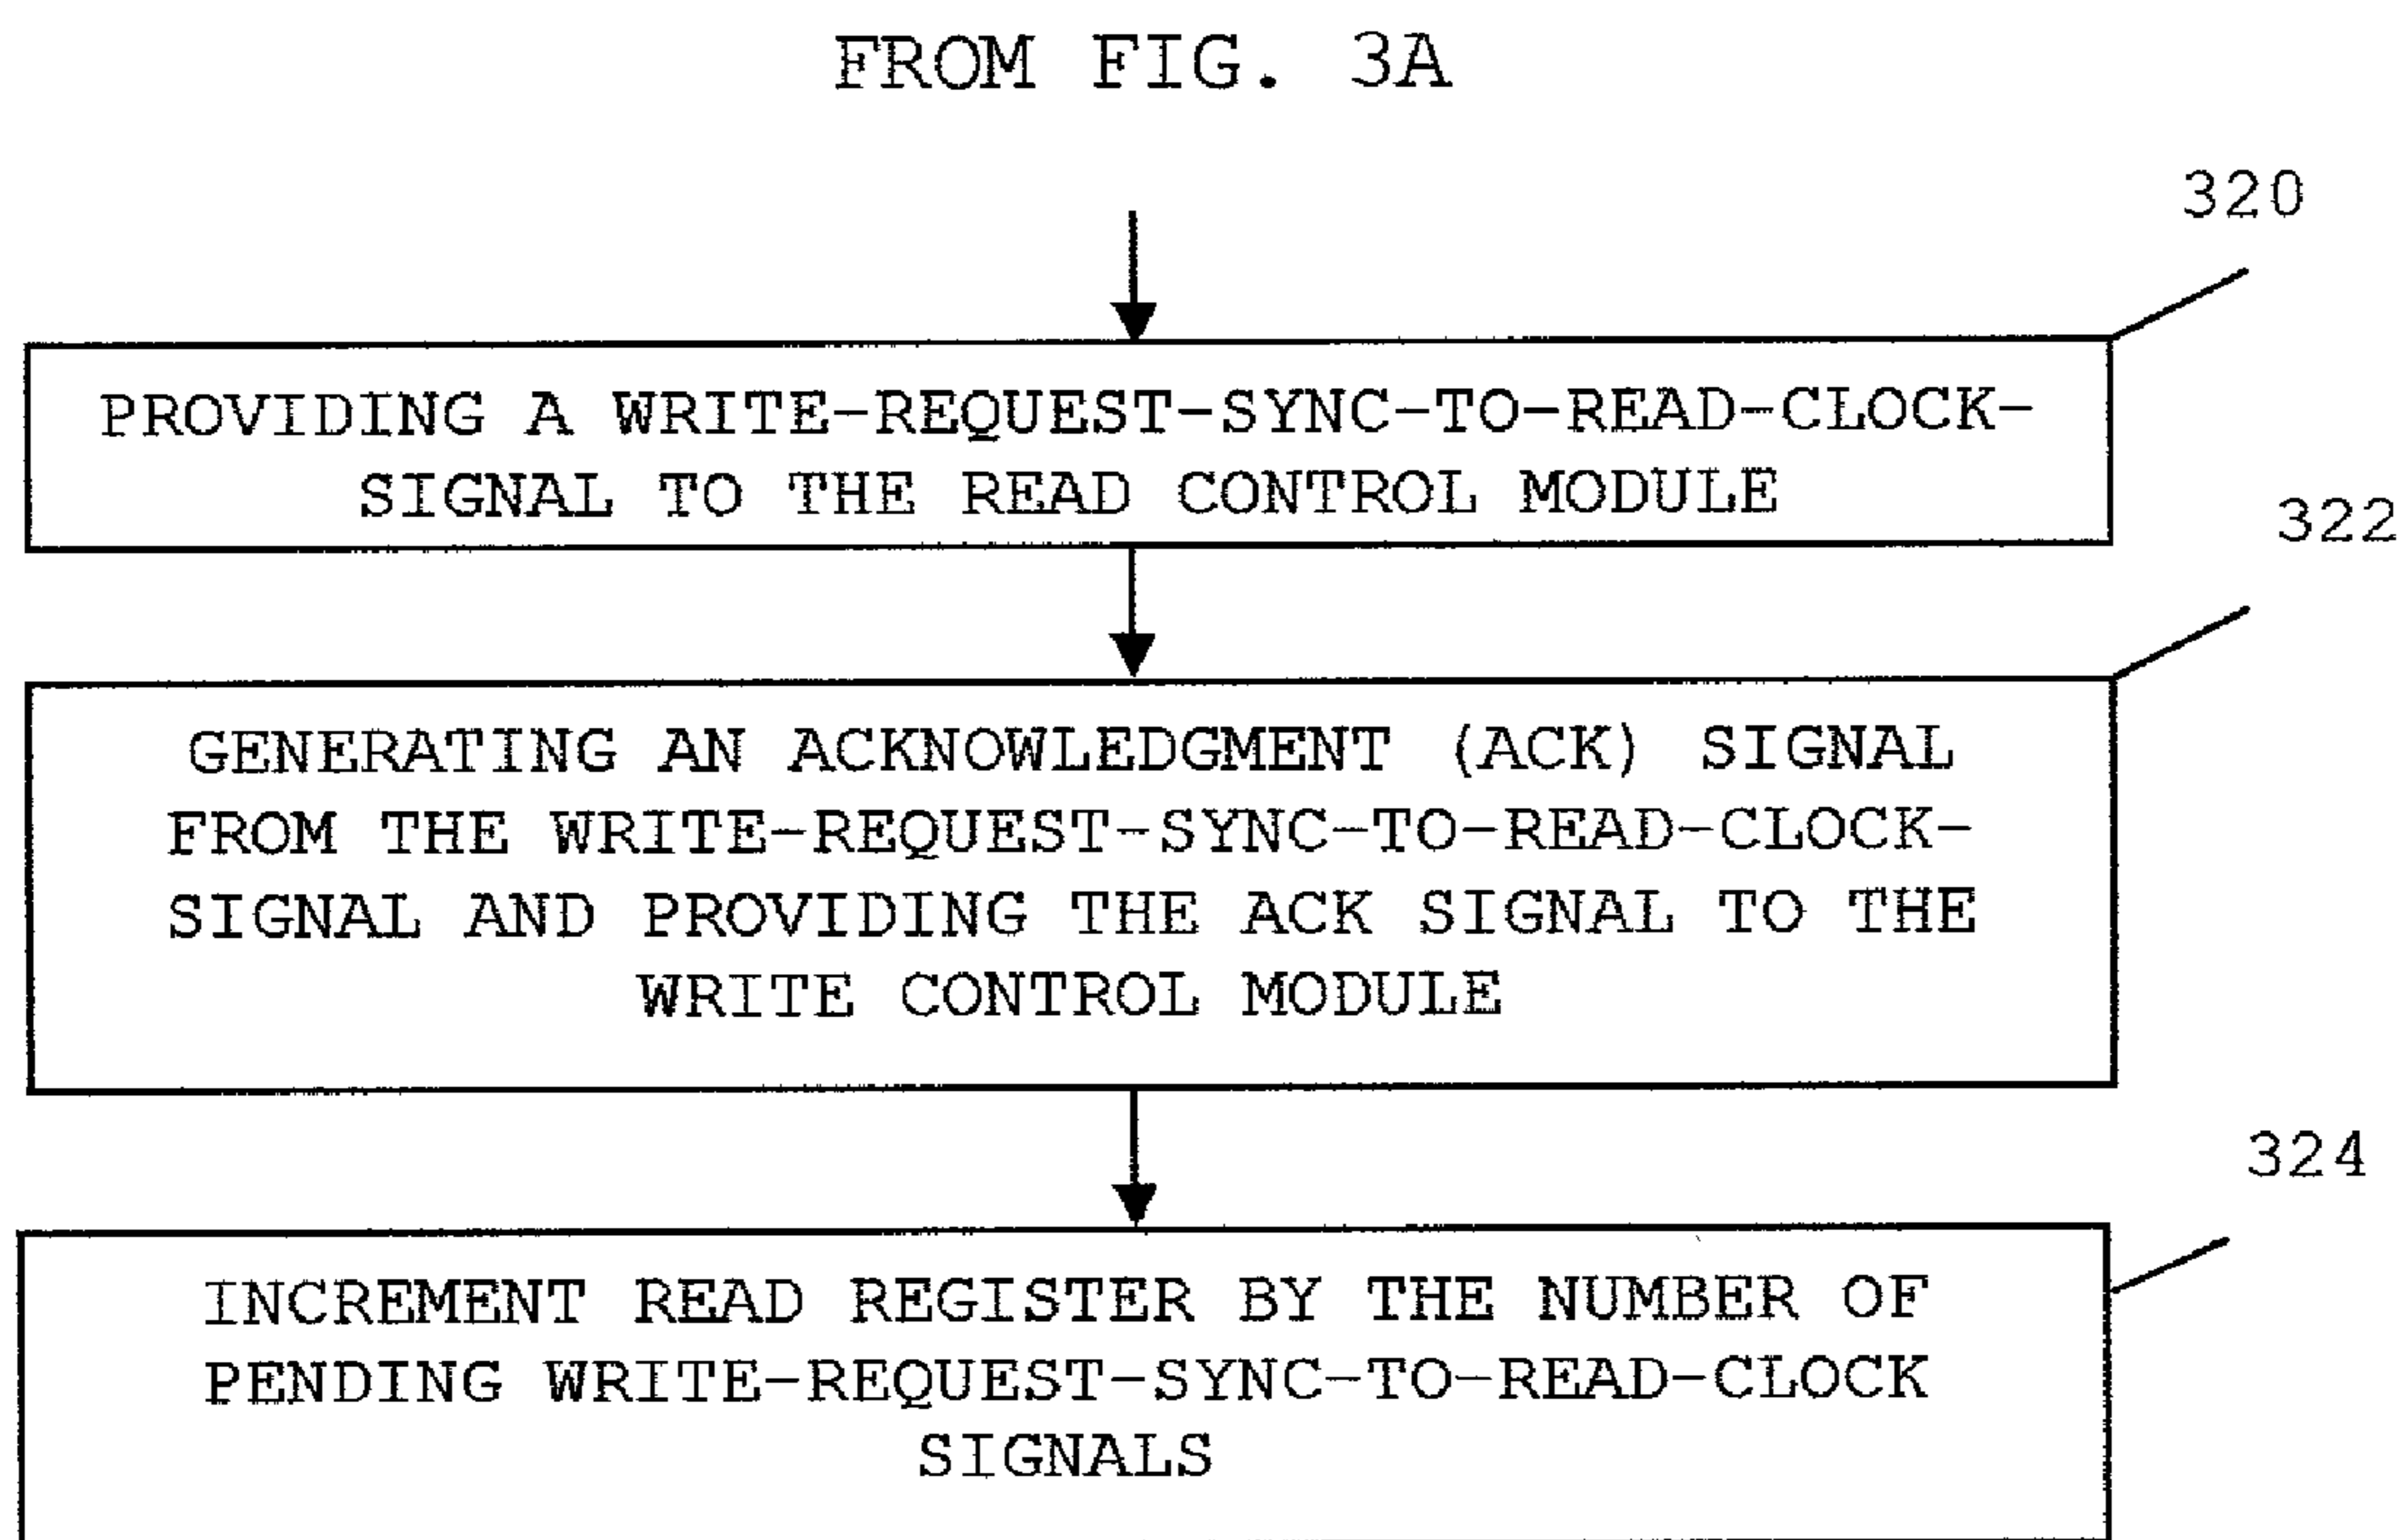 FROM FIG. 3A
320
PROVIDING A WRITE-REQUEST-SYNC-TO-READ-CLOCK-
SIGNAL TO THE READ CONTROL MODULE
322
GENERATING AN ACKNOWLEDGMENT (ACK) SIGNAL
FROM THE WRITE-REQUEST-SYNC-TO-READ-CLOCK-
SIGNAL AND PROVIDING THE ACK SIGNAL TO THE
WRITE CONTROL MODULE
324
INCREMENT READ REGISTER BY THE NUMBER OF
PENDING WRITE-REQUEST-SYNC-TO-READ-CLOCK
SIGNALS